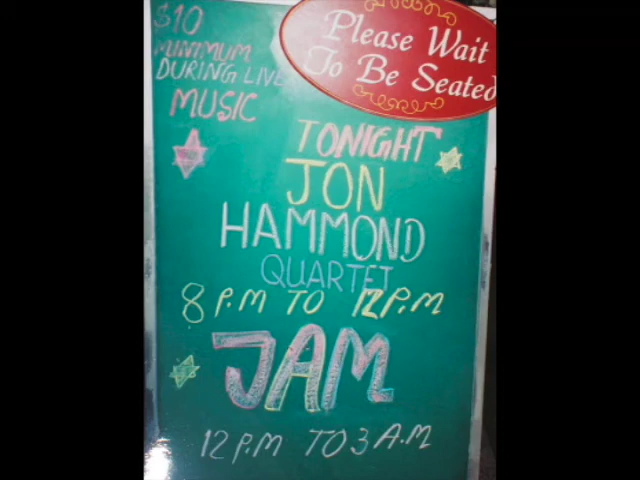 $10
MINIMUM
DURING LIVE
MUSIC
Please Wait
To Be Seated
TONIGHT
JON
HAMMOND
QUARTET
8 P.M TO 12 P.M
JAM
12 P.M TO 3 A.M